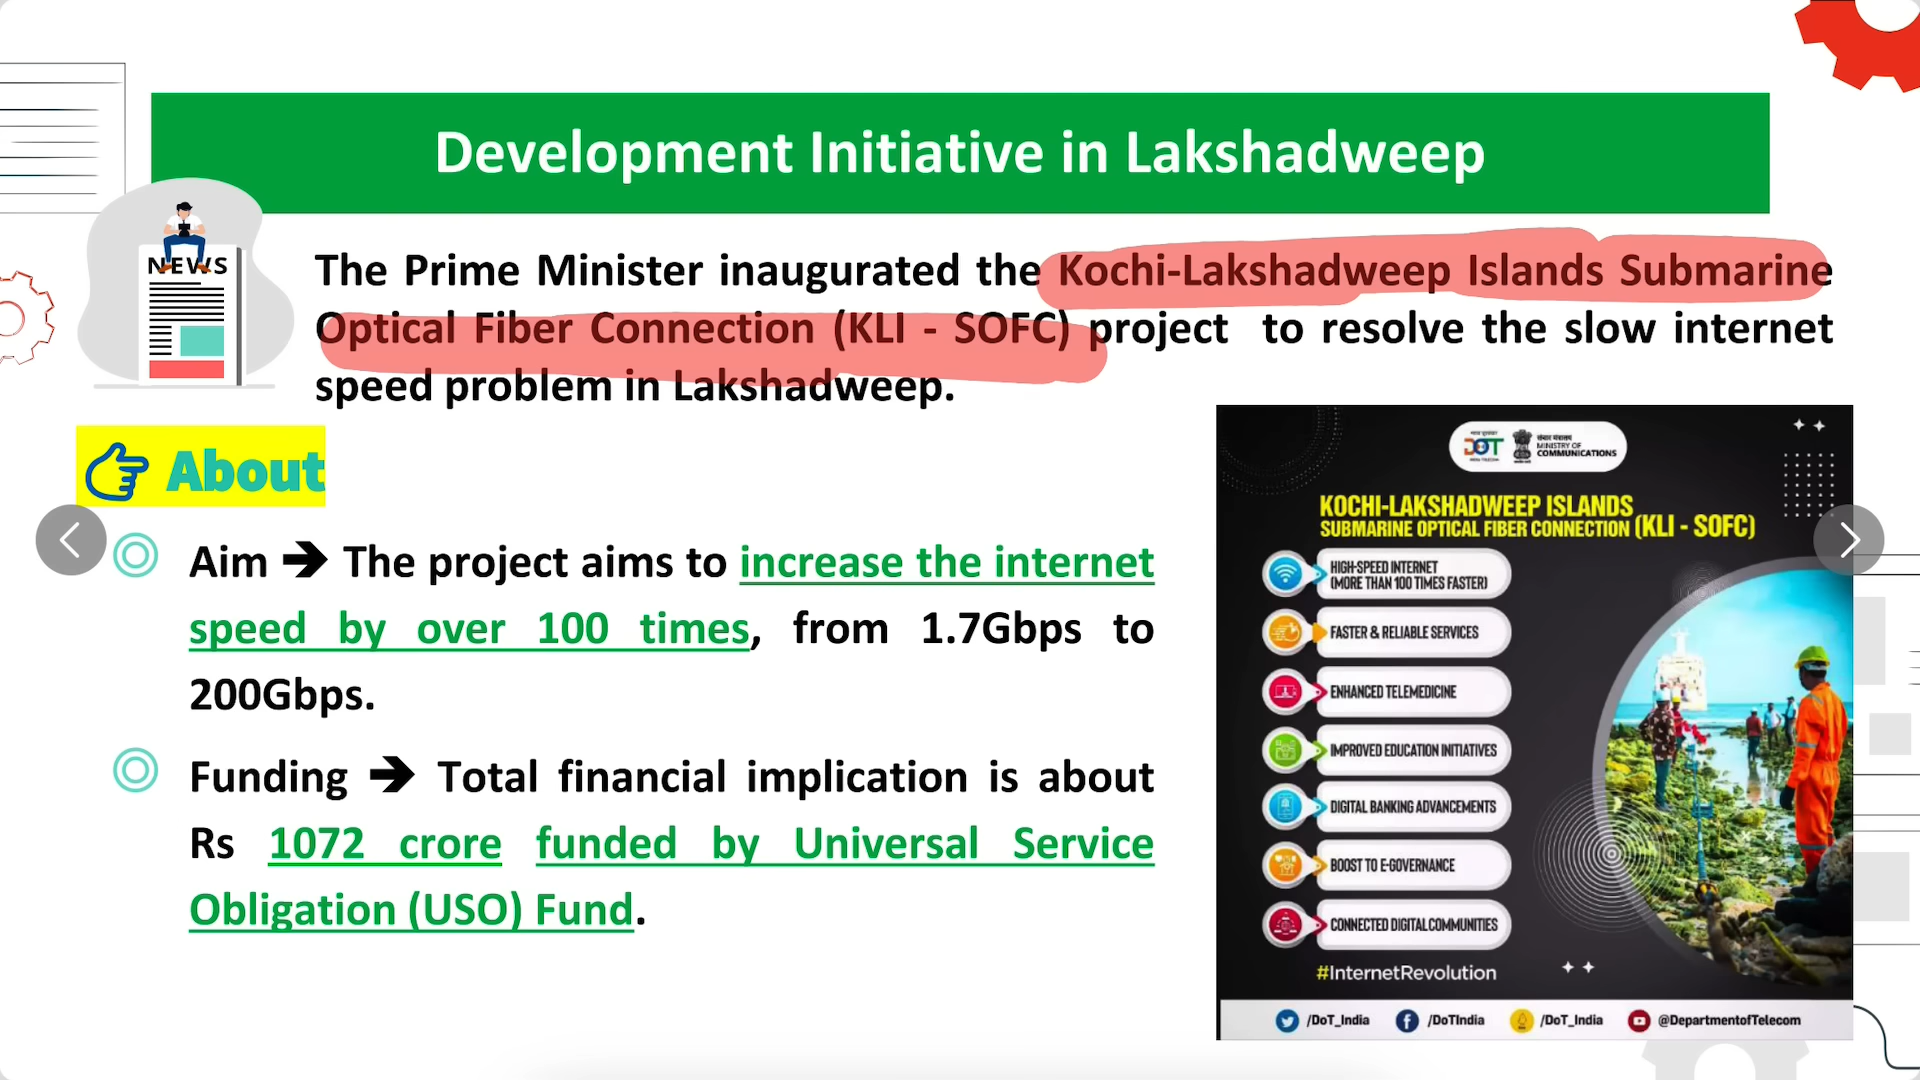 Development Initiative in Lakshadweep
NEWS
The Prime Minister inaugurated the Kochi-Lakshadweep Islands Submarine
Optical Fiber Connection (KLI - SOFC) project to resolve the slow internet
speed problem in Lakshadweep.
About
Aim ➔ The project aims to increase the internet
speed by over 100 times, from 1.7Gbps to
200Gbps.
Funding ➔ Total financial implication is about
Rs 1072 crore funded by Universal Service
Obligation (USO) Fund.
संचार मंत्रालय
MINISTRY OF
COMMUNICATIONS
KOCHI-LAKSHADWEEP ISLANDS
SUBMARINE OPTICAL FIBER CONNECTION (KLI - SOFC)
HIGH-SPEED INTERNET
(MORE THAN 100 TIMES FASTER)
FASTER & RELIABLE SERVICES
ENHANCED TELEMEDICINE
IMPROVED EDUCATION INITIATIVES
DIGITAL BANKING ADVANCEMENTS
BOOST TO E-GOVERNANCE
CONNECTED DIGITAL COMMUNITIES
#InternetRevolution
/DoT_India
/DoTIndia
/DoT_India
@DepartmentofTelecom